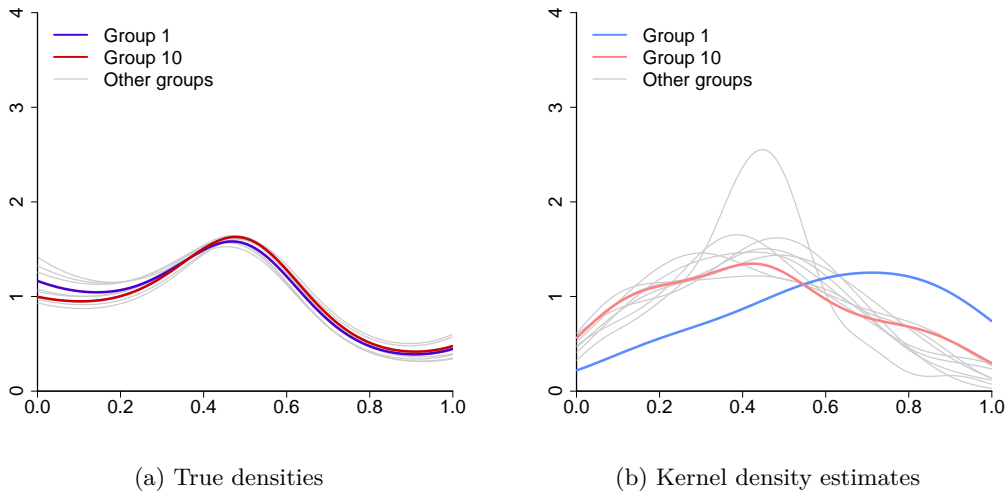 4
3
2
1
0
Group 1
Group 10
Other groups
0.0 0.2 0.4 0.6 0.8 1.0
(a) True densities
4
3
2
1
0
Group 1
Group 10
Other groups
0.0 0.2 0.4 0.6 0.8 1.0
(b) Kernel density estimates